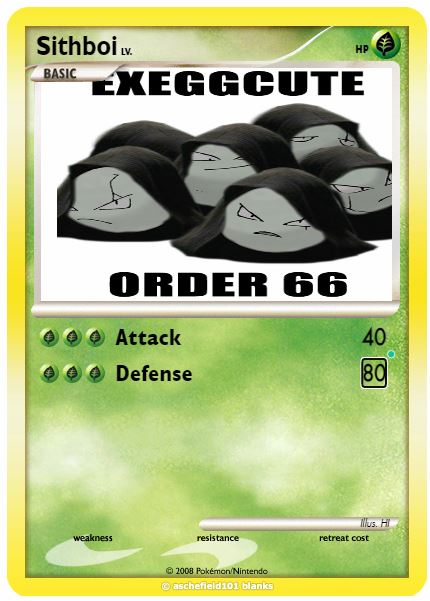 Sithboi LV.
HP
BASIC
EXEGGCUTE
ORDER 66
Attack 40
Defense 80
Illus. HI
weakness resistance retreat cost
© 2008 Pokémon/Nintendo
© aschefield101 blanks